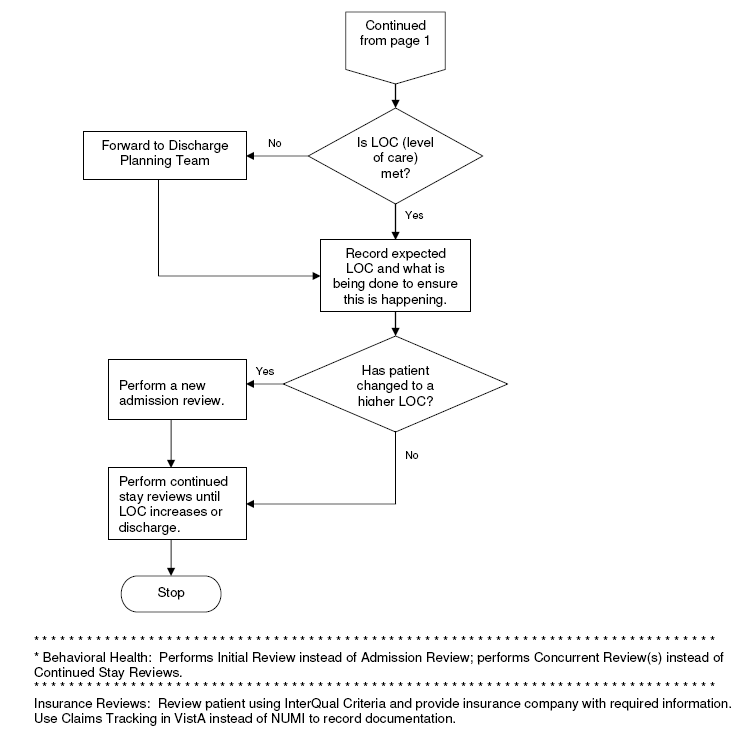 Continued
from page 1
Is LOC (level
of care)
met?
No
Forward to Discharge
Planning Team
Yes
Record expected
LOC and what is
being done to ensure
this is happening.
Has patient
changed to a
higher LOC?
Yes
Perform a new
admission review.
No
Perform continued
stay reviews until
LOC increases or
discharge.
Stop
* * * * * * * * * * * * * * * * * * * * * * * * * * * * * * * * * * * * * * * * * * * * * * * * * * * * * * * * * * * * * * * * * * * * * * * * * * * * *
* Behavioral Health:  Performs Initial Review instead of Admission Review; performs Concurrent Review(s) instead of
Continued Stay Reviews.
* * * * * * * * * * * * * * * * * * * * * * * * * * * * * * * * * * * * * * * * * * * * * * * * * * * * * * * * * * * * * * * * * * * * * * * * * * * * *
Insurance Reviews:  Review patient using InterQual Criteria and provide insurance company with required information.
Use Claims Tracking in VistA instead of NUMI to record documentation.